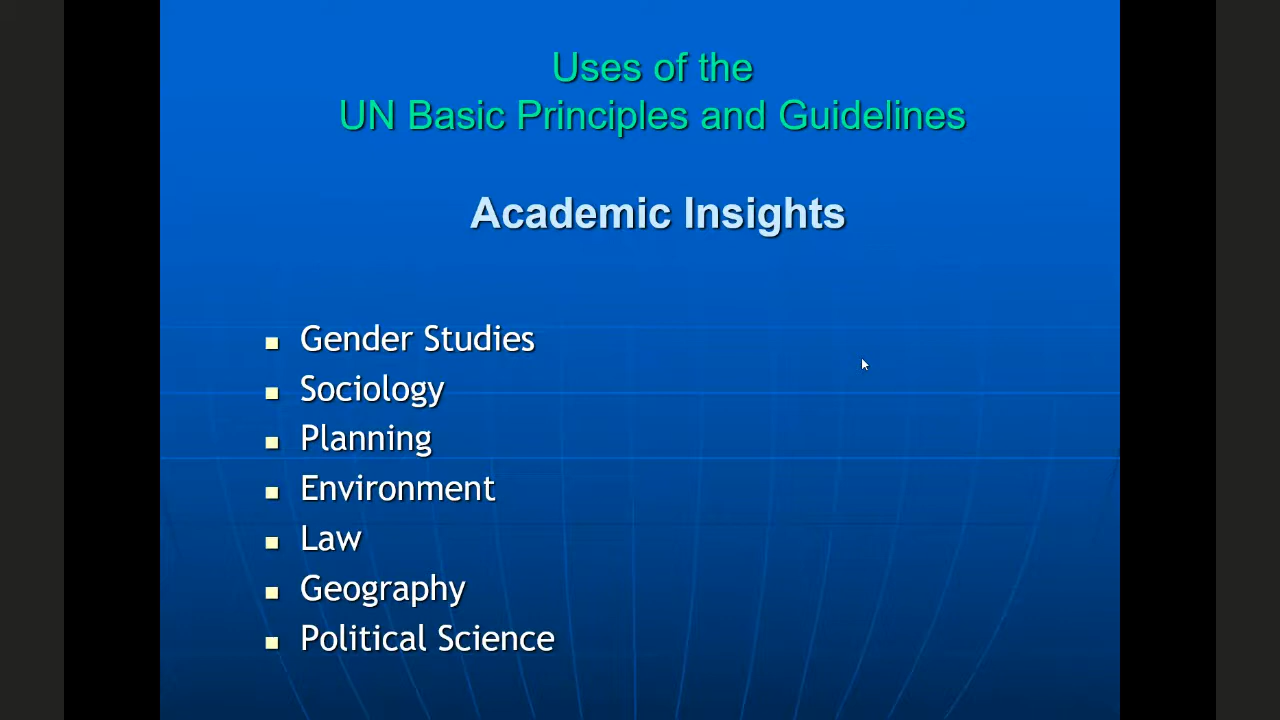 Uses of the
UN Basic Principles and Guidelines
Academic Insights
Gender Studies
Sociology
Planning
Environment
Law
Geography
Political Science